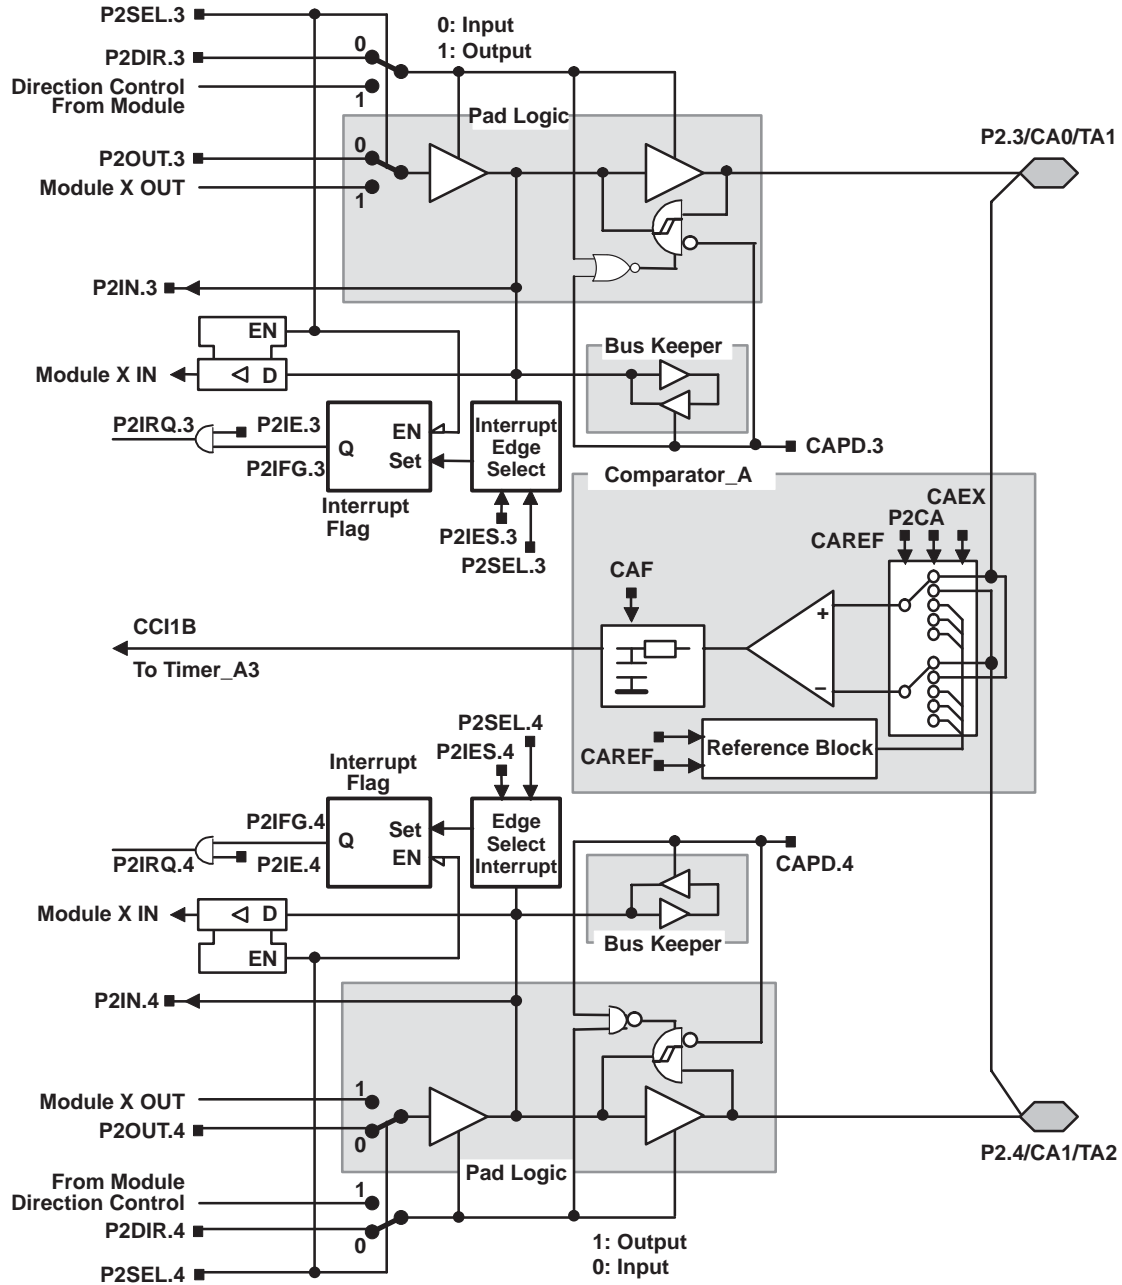 P2SEL.3
P2DIR.3
0
0: Input
1: Output
Direction Control
From Module
1
Pad Logic
P2OUT.3
0
Module X OUT
1
P2.3/CA0/TA1
P2IN.3
EN
Module X IN
D
Bus Keeper
P2IRQ.3
P2IE.3
P2IFG.3
Q
EN
Set
Interrupt
Edge
Select
CAPD.3
Interrupt
Flag
P2IES.3
P2SEL.3
Comparator_A
CAEX
P2CA
CAREF
CAF
CCI1B
To Timer_A3
+
−
Reference Block
CAREF
P2SEL.4
P2IES.4
Interrupt
Flag
P2IFG.4
P2IRQ.4
P2IE.4
Q
Set
EN
Edge
Select
Interrupt
CAPD.4
Module X IN
D
EN
Bus Keeper
P2IN.4
Module X OUT
1
P2OUT.4
0
Pad Logic
P2.4/CA1/TA2
From Module
Direction Control
1
P2DIR.4
0
1: Output
0: Input
P2SEL.4